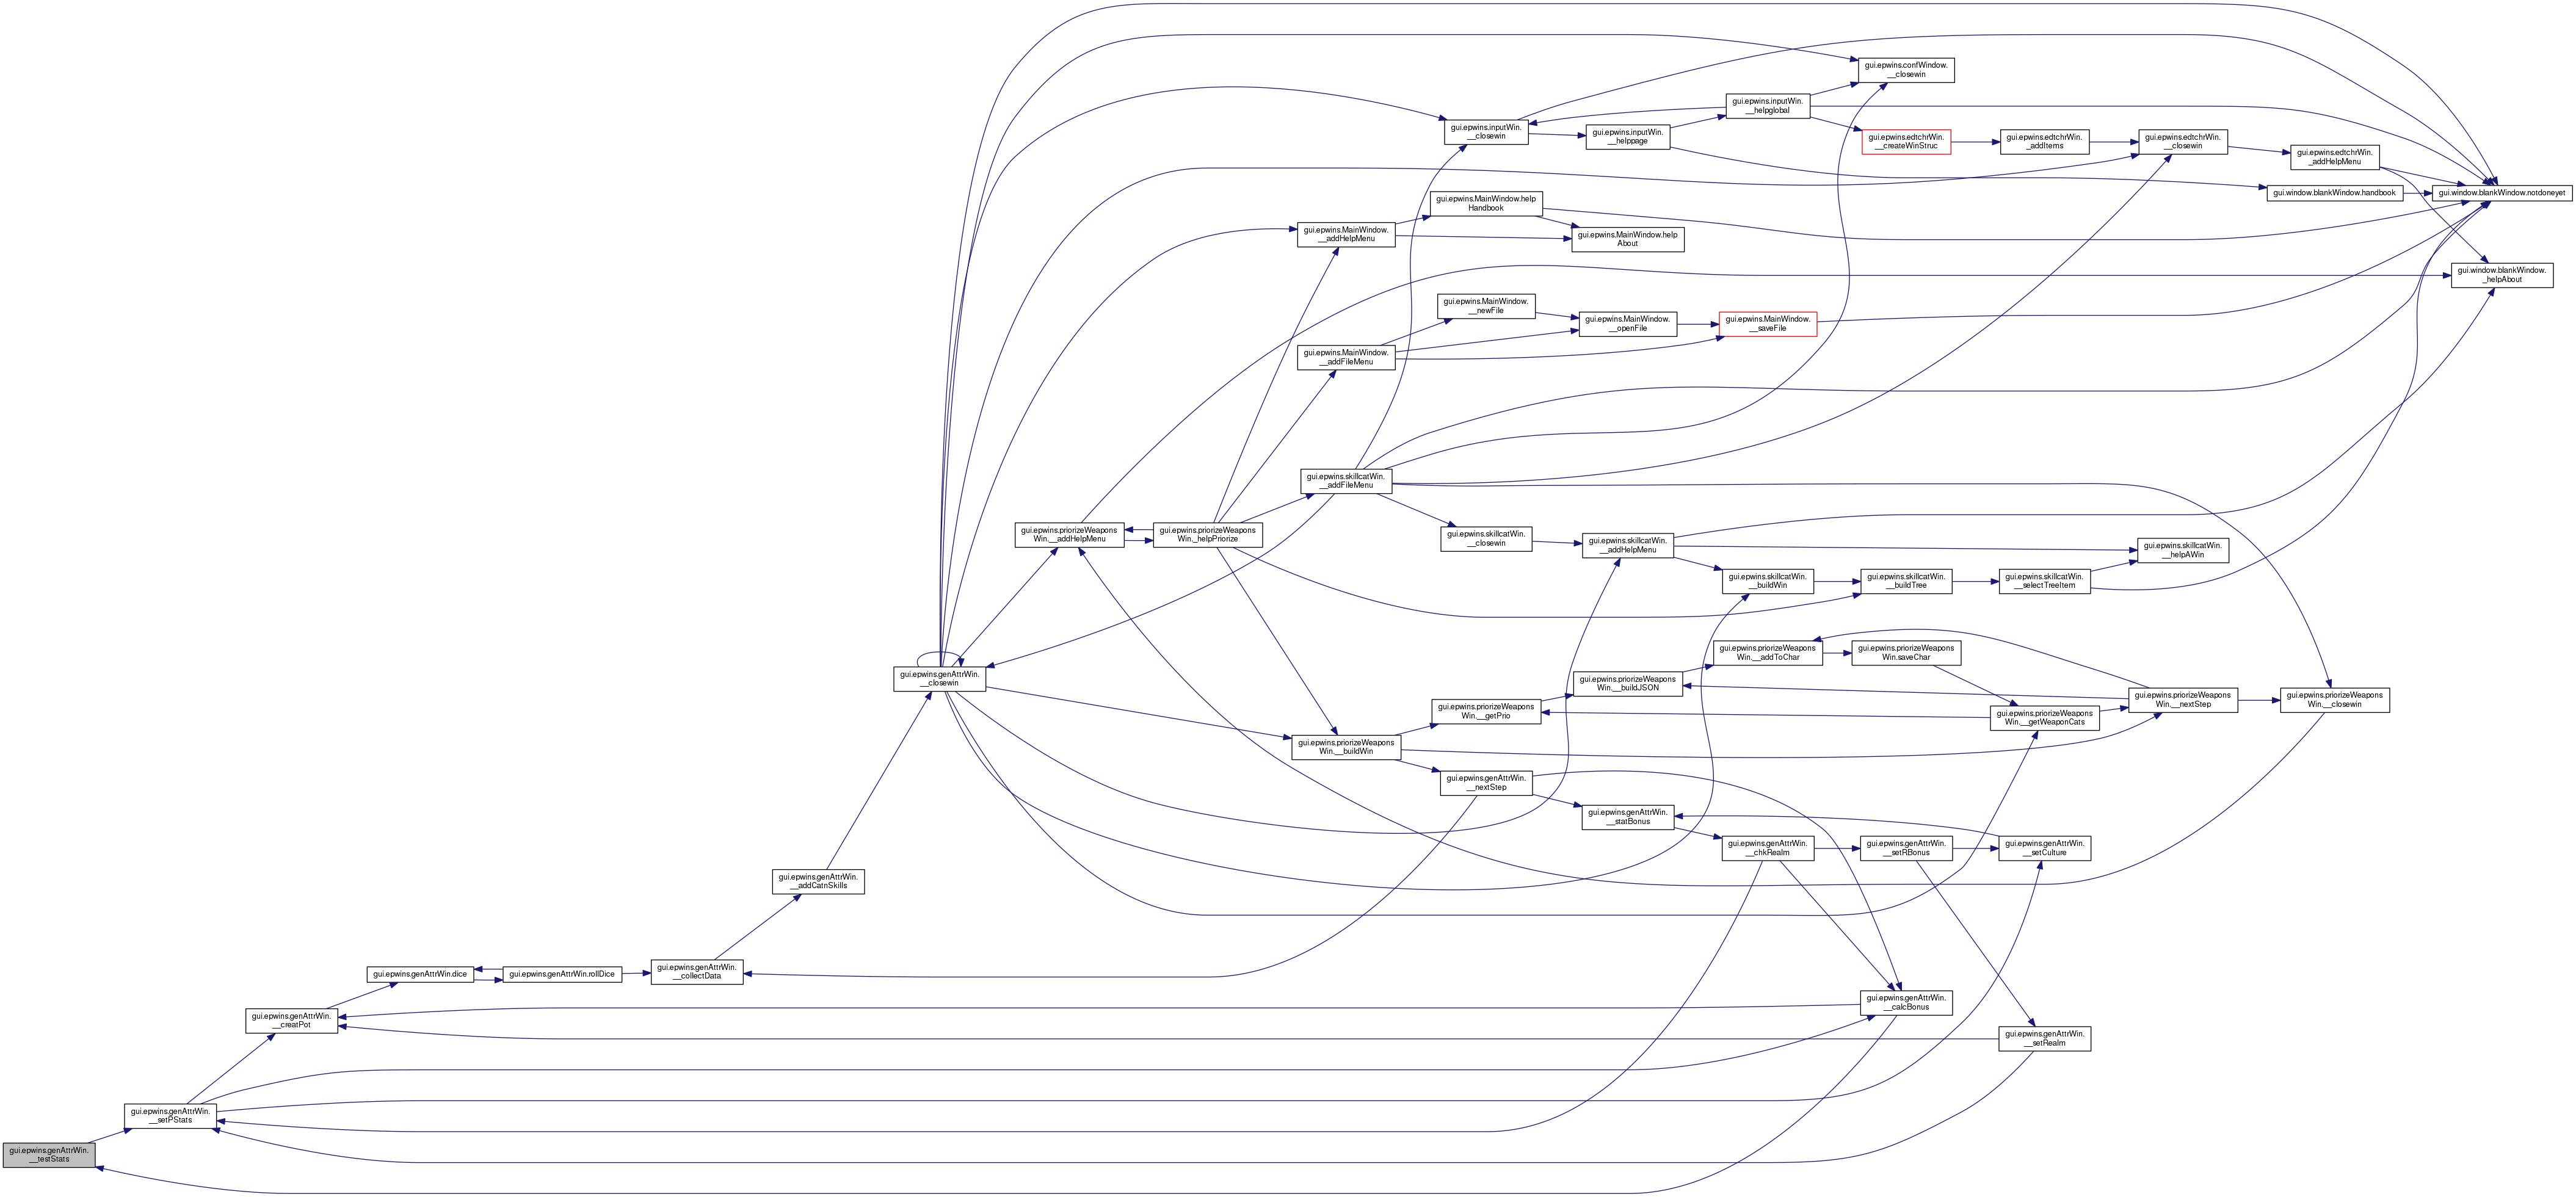 gui.epwins.confWindow.
__closewin
gui.epwins.inputWin.
__helpglobal
gui.epwins.inputWin.
__closewin
gui.epwins.inputWin.
__helppage
gui.epwins.edtchrWin.
__createWinStruc
gui.epwins.edtchrWin.
_addItems
gui.epwins.edtchrWin.
__closewin
gui.epwins.edtchrWin.
_addHelpMenu
gui.window.blankWindow.handbook
gui.window.blankWindow.notdoneyet
gui.epwins.MainWindow.help
Handbook
gui.epwins.MainWindow.
__addHelpMenu
gui.epwins.MainWindow.help
About
gui.window.blankWindow.
_helpAbout
gui.epwins.MainWindow.
__newFile
gui.epwins.MainWindow.
__openFile
gui.epwins.MainWindow.
__saveFile
gui.epwins.MainWindow.
__addFileMenu
gui.epwins.skillcatWin.
__addFileMenu
gui.epwins.priorizeWeapons
Win.__addHelpMenu
gui.epwins.priorizeWeapons
Win._helpPriorize
gui.epwins.skillcatWin.
__closewin
gui.epwins.skillcatWin.
__addHelpMenu
gui.epwins.skillcatWin.
__helpAWin
gui.epwins.skillcatWin.
__buildWin
gui.epwins.skillcatWin.
__buildTree
gui.epwins.skillcatWin.
__selectTreeItem
gui.epwins.priorizeWeapons
Win.__addToChar
gui.epwins.priorizeWeapons
Win.saveChar
gui.epwins.genAttrWin.
__closewin
gui.epwins.priorizeWeapons
Win.__buildJSON
gui.epwins.priorizeWeapons
Win.__getPrio
gui.epwins.priorizeWeapons
Win.__getWeaponCats
gui.epwins.priorizeWeapons
Win.__nextStep
gui.epwins.priorizeWeapons
Win.__closewin
gui.epwins.priorizeWeapons
Win.__buildWin
gui.epwins.genAttrWin.
__nextStep
gui.epwins.genAttrWin.
__statBonus
gui.epwins.genAttrWin.
__chkRealm
gui.epwins.genAttrWin.
__setRBonus
gui.epwins.genAttrWin.
__setCulture
gui.epwins.genAttrWin.
__addCatnSkills
gui.epwins.genAttrWin.dice
gui.epwins.genAttrWin.rollDice
gui.epwins.genAttrWin.
__collectData
gui.epwins.genAttrWin.
__creatPot
gui.epwins.genAttrWin.
__calcBonus
gui.epwins.genAttrWin.
__setRealm
gui.epwins.genAttrWin.
__setPStats
gui.epwins.genAttrWin.
__testStats